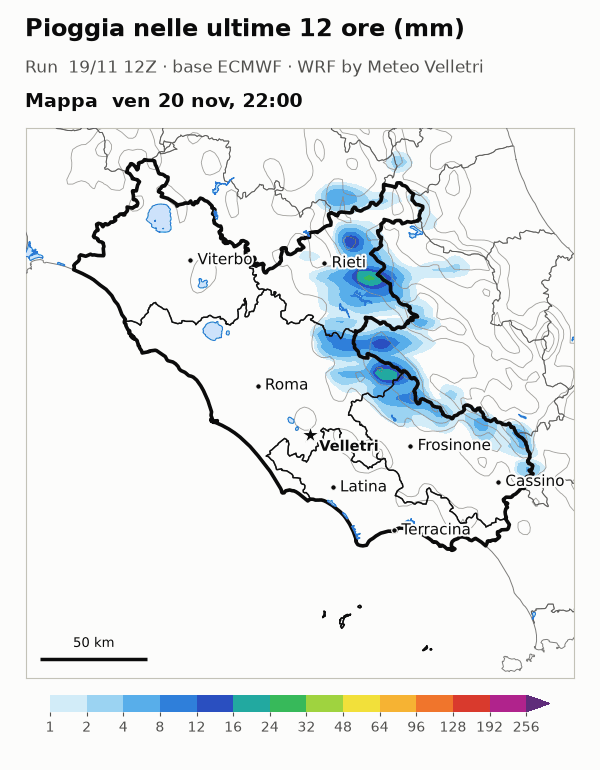 Pioggia nelle ultime 12 ore (mm)
Run  19/11 12Z · base ECMWF · WRF by Meteo Velletri
Mappa  ven 20 nov, 22:00
Viterbo
Rieti
Roma
Velletri
Frosinone
Latina
Cassino
Terracina
50 km
1 2 4 8 12 16 24 32 48 64 96 128 192 256